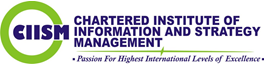 CIISM
CHARTERED INSTITUTE OF
INFORMATION AND STRATEGY
MANAGEMENT
• Passion For Highest International Levels of Excellence •